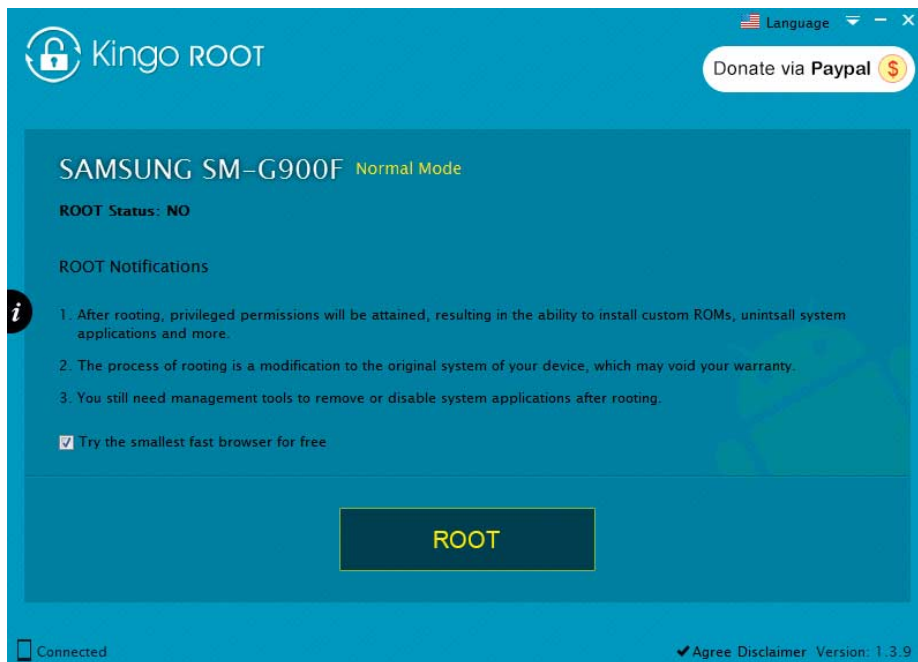 Language
Kingo ROOT
Donate via Paypal $
SAMSUNG SM-G900F Normal Mode
ROOT Status: NO
ROOT Notifications
i
1. After rooting, privileged permissions will be attained, resulting in the ability to install custom ROMs, unintsall system
applications and more.
2. The process of rooting is a modification to the original system of your device, which may void your warranty.
3. You still need management tools to remove or disable system applications after rooting.
Try the smallest fast browser for free
ROOT
Connected
Agree Disclaimer Version: 1.3.9